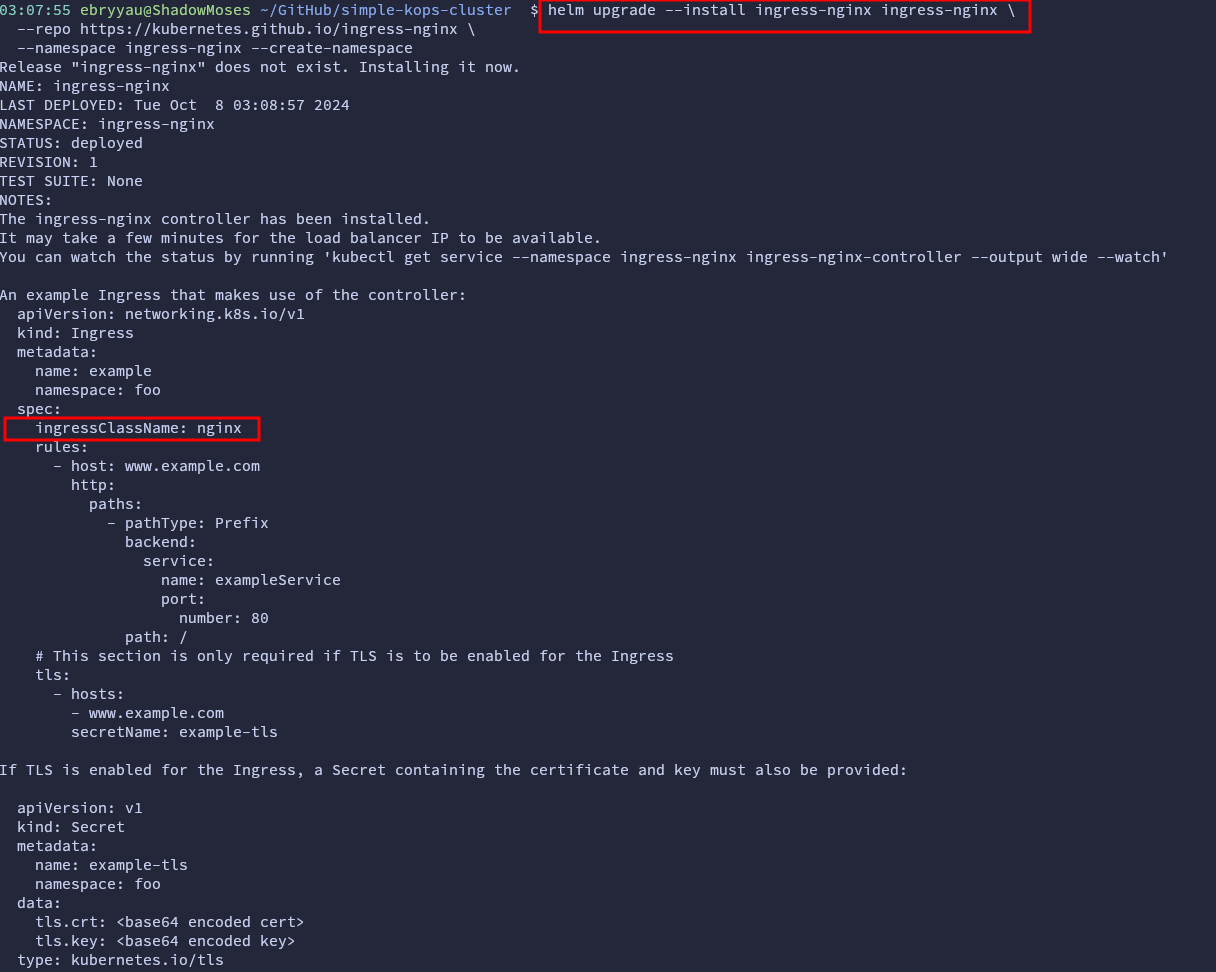 03:07:55 ebryyau@ShadowMoses ~/GitHub/simple-kops-cluster  $ helm upgrade --install ingress-nginx ingress-nginx \
  --repo https://kubernetes.github.io/ingress-nginx \
  --namespace ingress-nginx --create-namespace
Release "ingress-nginx" does not exist. Installing it now.
NAME: ingress-nginx
LAST DEPLOYED: Tue Oct  8 03:08:57 2024
NAMESPACE: ingress-nginx
STATUS: deployed
REVISION: 1
TEST SUITE: None
NOTES:
The ingress-nginx controller has been installed.
It may take a few minutes for the load balancer IP to be available.
You can watch the status by running 'kubectl get service --namespace ingress-nginx ingress-nginx-controller --output wide --watch'

An example Ingress that makes use of the controller:
  apiVersion: networking.k8s.io/v1
  kind: Ingress
  metadata:
    name: example
    namespace: foo
  spec:
    ingressClassName: nginx
    rules:
      - host: www.example.com
        http:
          paths:
            - pathType: Prefix
              backend:
                service:
                  name: exampleService
                  port:
                    number: 80
              path: /
    # This section is only required if TLS is to be enabled for the Ingress
    tls:
      - hosts:
        - www.example.com
        secretName: example-tls

If TLS is enabled for the Ingress, a Secret containing the certificate and key must also be provided:

  apiVersion: v1
  kind: Secret
  metadata:
    name: example-tls
    namespace: foo
  data:
    tls.crt: <base64 encoded cert>
    tls.key: <base64 encoded key>
  type: kubernetes.io/tls